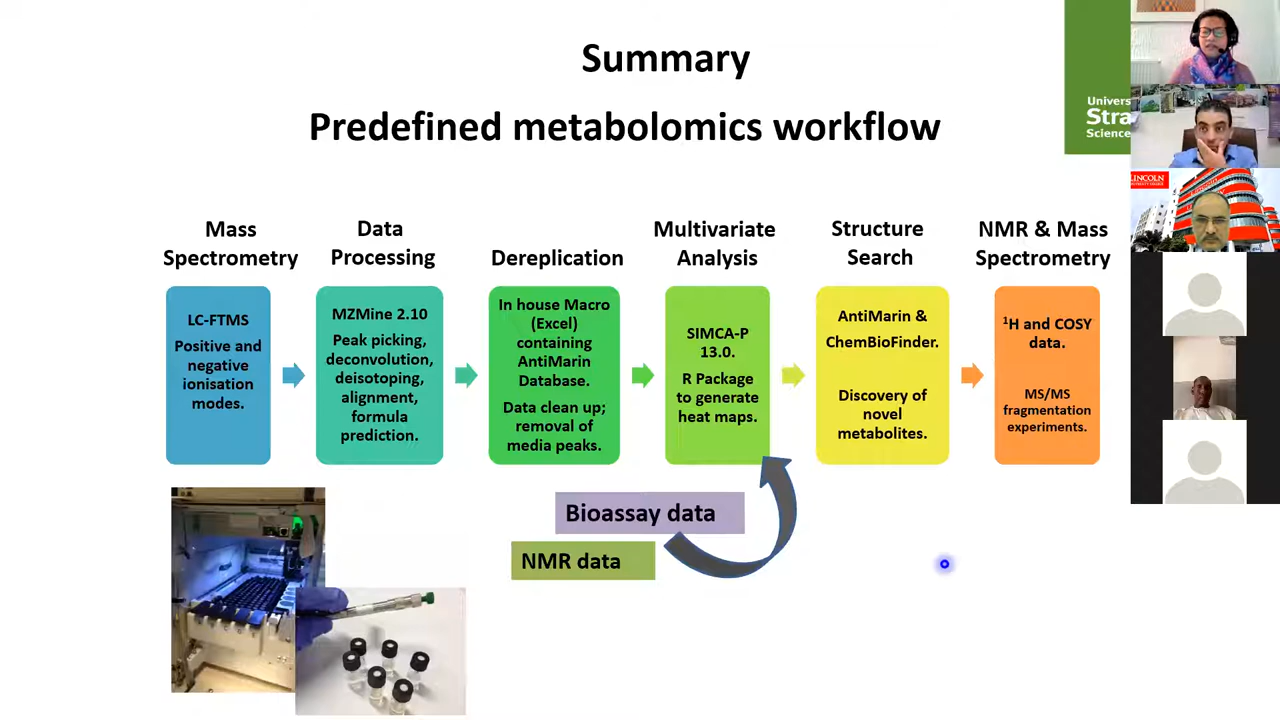 Summary
Predefined metabolomics workflow
Univers
Stra
Science
LINCOLN
Mass
Spectrometry
Data
Processing
Dereplication
Multivariate
Analysis
Structure
Search
NMR & Mass
Spectrometry
LC-FTMS
Positive and
negative
ionisation
modes.
MZMine 2.10
Peak picking,
deconvolution,
deisotoping,
alignment,
formula
prediction.
In house Macro
(Excel)
containing
AntiMarin
Database.
Data clean up;
removal of
media peaks.
SIMCA-P
13.0.
R Package
to generate
heat maps.
AntiMarin &
ChemBioFinder.
Discovery of
novel
metabolites.
¹H and COSY
data.
MS/MS
fragmentation
experiments.
Bioassay data
NMR data